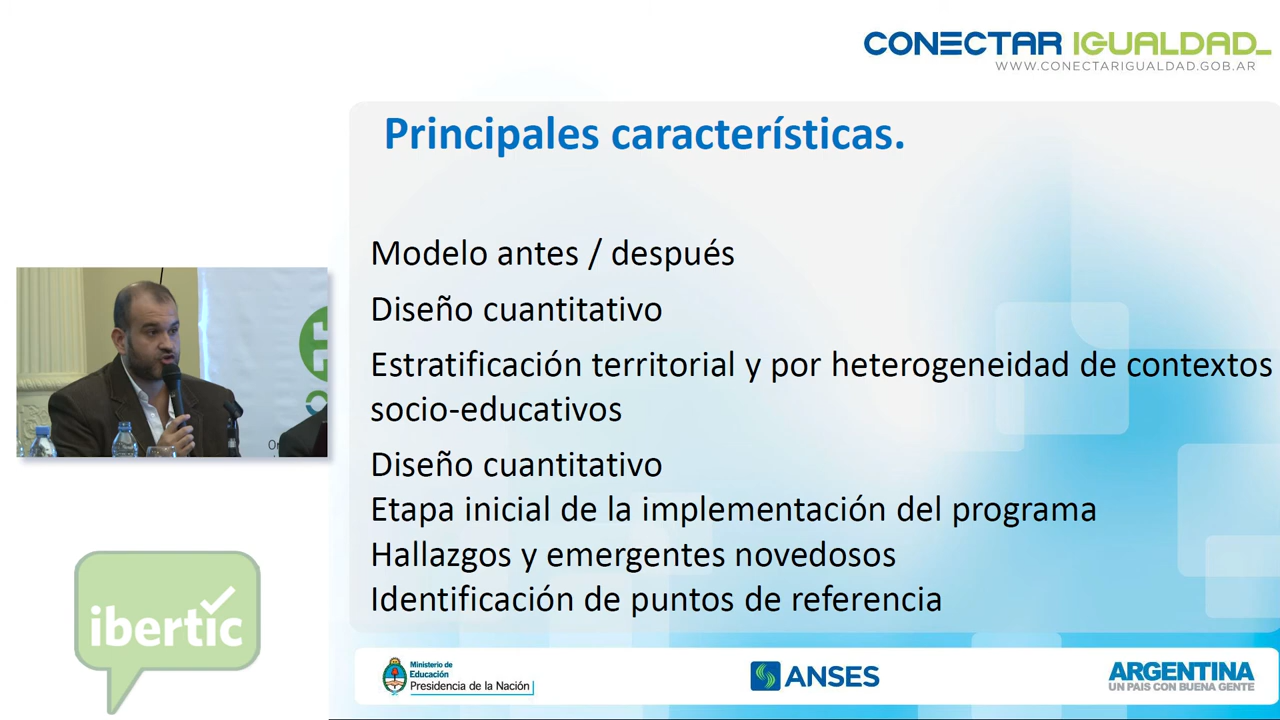 CONECTAR IGUALDAD_
WWW.CONECTARIGUALDAD.GOB.AR
Principales características.
Modelo antes / después
Diseño cuantitativo
Estratificación territorial y por heterogeneidad de contextos
socio-educativos
Diseño cuantitativo
Etapa inicial de la implementación del programa
Hallazgos y emergentes novedosos
Identificación de puntos de referencia
ibertic
Ministerio de
Educación
Presidencia de la Nación
ANSES
ARGENTINA
UN PAIS CON BUENA GENTE